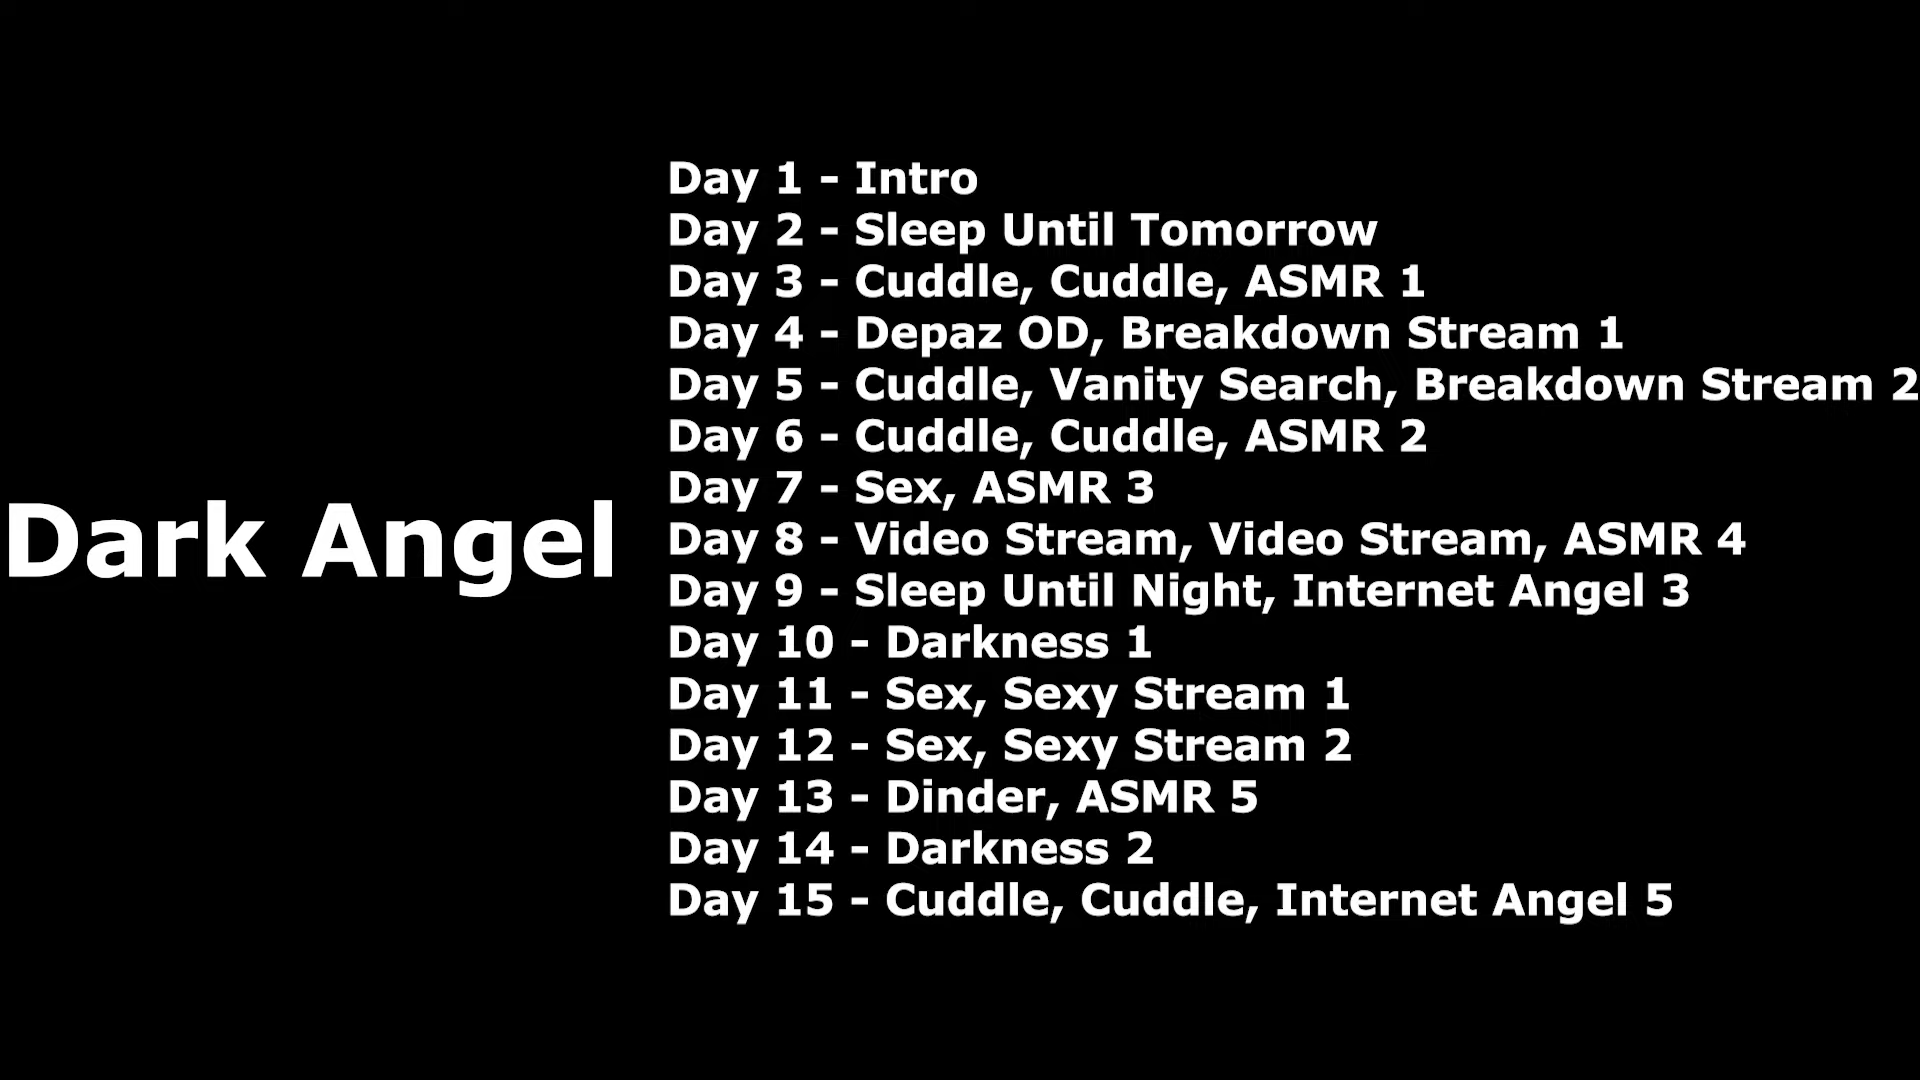 Dark Angel
Day 1 - Intro
Day 2 - Sleep Until Tomorrow
Day 3 - Cuddle, Cuddle, ASMR 1
Day 4 - Depaz OD, Breakdown Stream 1
Day 5 - Cuddle, Vanity Search, Breakdown Stream 2
Day 6 - Cuddle, Cuddle, ASMR 2
Day 7 - Sex, ASMR 3
Day 8 - Video Stream, Video Stream, ASMR 4
Day 9 - Sleep Until Night, Internet Angel 3
Day 10 - Darkness 1
Day 11 - Sex, Sexy Stream 1
Day 12 - Sex, Sexy Stream 2
Day 13 - Dinder, ASMR 5
Day 14 - Darkness 2
Day 15 - Cuddle, Cuddle, Internet Angel 5